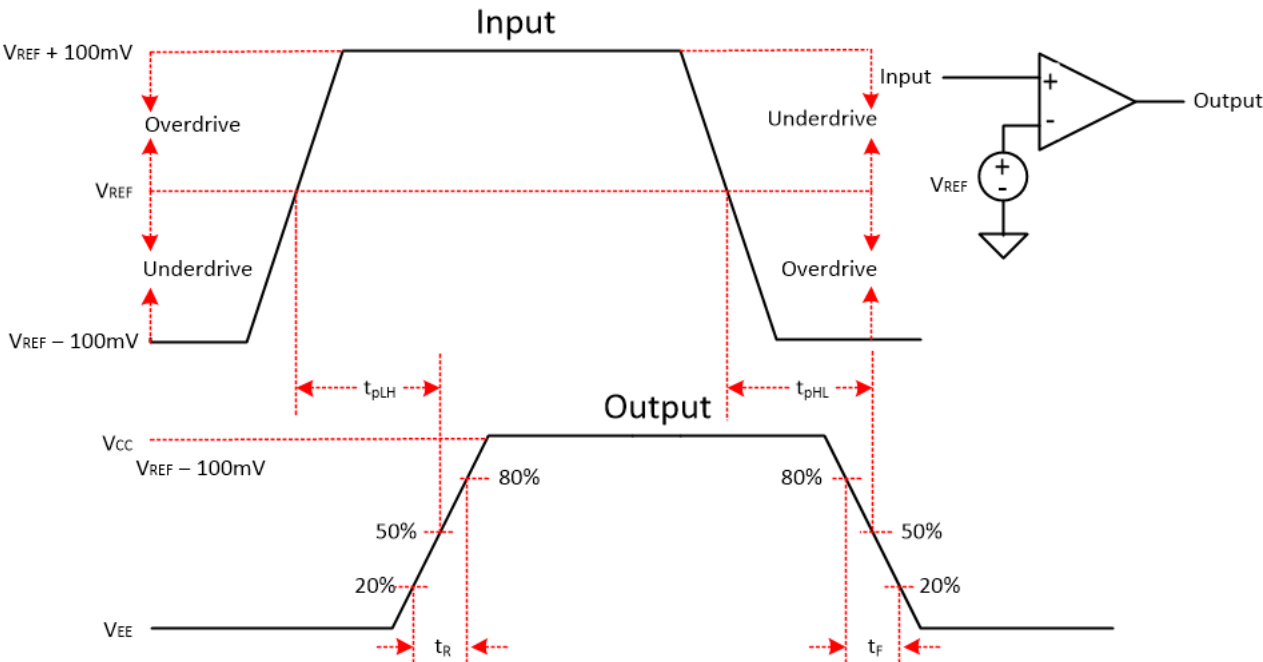 Input
VREF + 100mV
Input
+
-
Output
Overdrive
Underdrive
VREF
VREF
+
-
Underdrive
Overdrive
VREF – 100mV
tpLH
tpHL
Output
VCC
VREF – 100mV
80%
80%
50%
50%
20%
20%
VEE
tR
tF